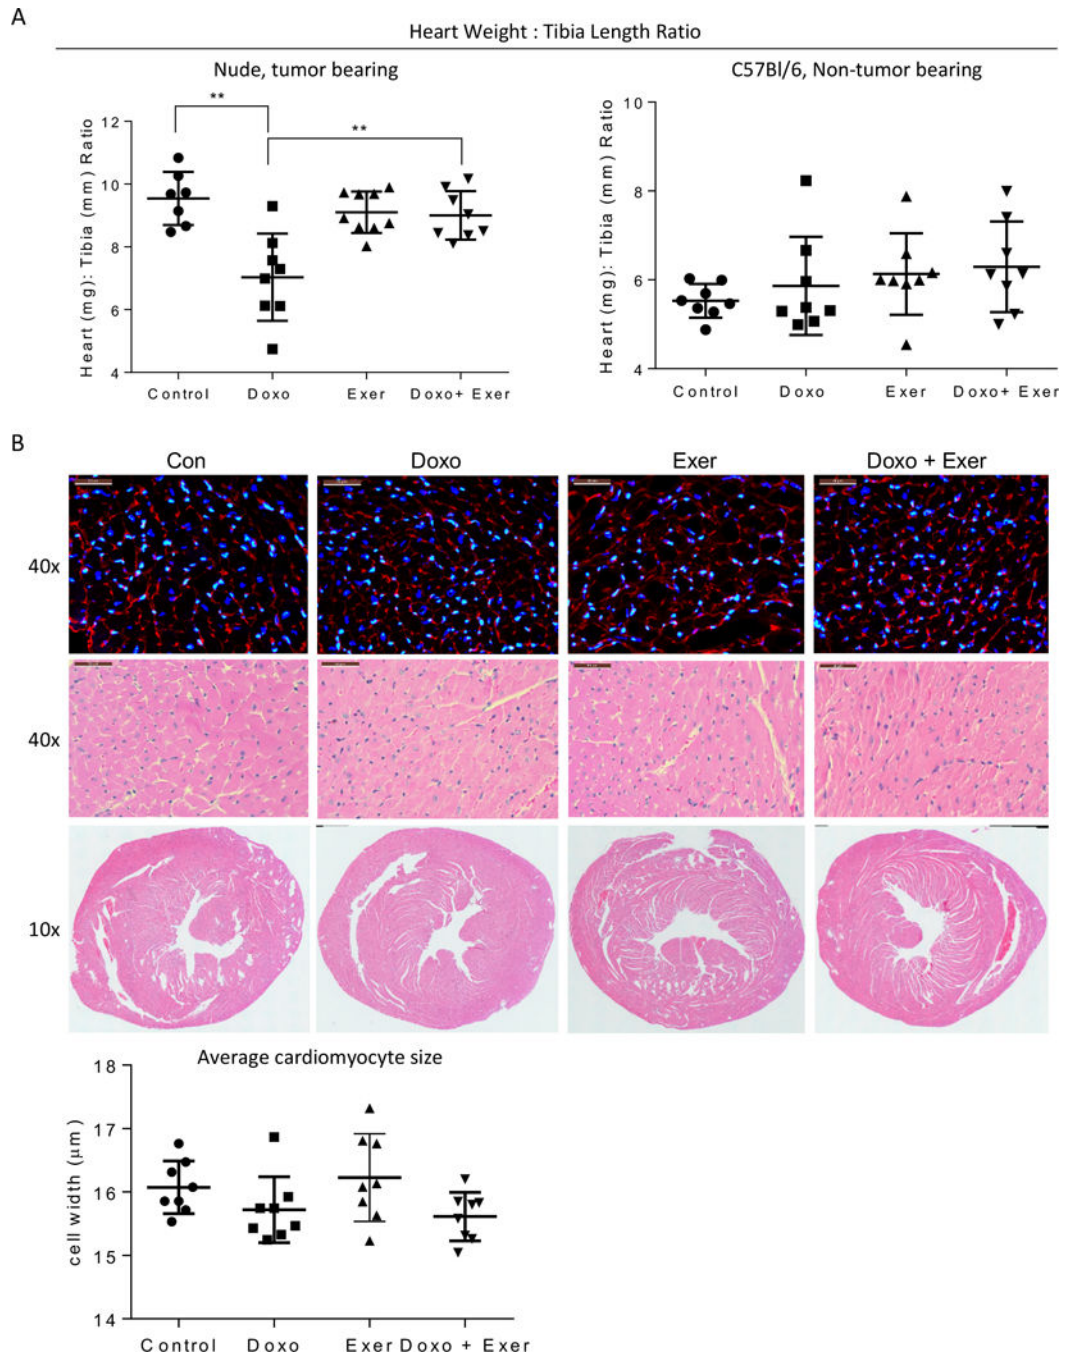 A
Heart Weight : Tibia Length Ratio
Nude, tumor bearing
C57Bl/6, Non-tumor bearing
Heart (mg): Tibia (mm) Ratio
12
10
8
6
4
**
**
Control
Doxo
Exer
Doxo+ Exer
Heart (mg): Tibia (mm) Ratio
10
8
6
4
Control
Doxo
Exer
Doxo+ Exer
B
Con
Doxo
Exer
Doxo + Exer
40x
40x
10x
Average cardiomyocyte size
cell width (μm)
18
17
16
15
14
Control
Doxo
Exer
Doxo + Exer